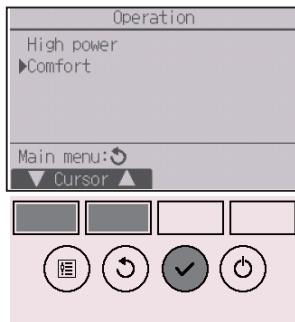 Operation
High power
▶Comfort
Main menu:↺
▼ Cursor ▲